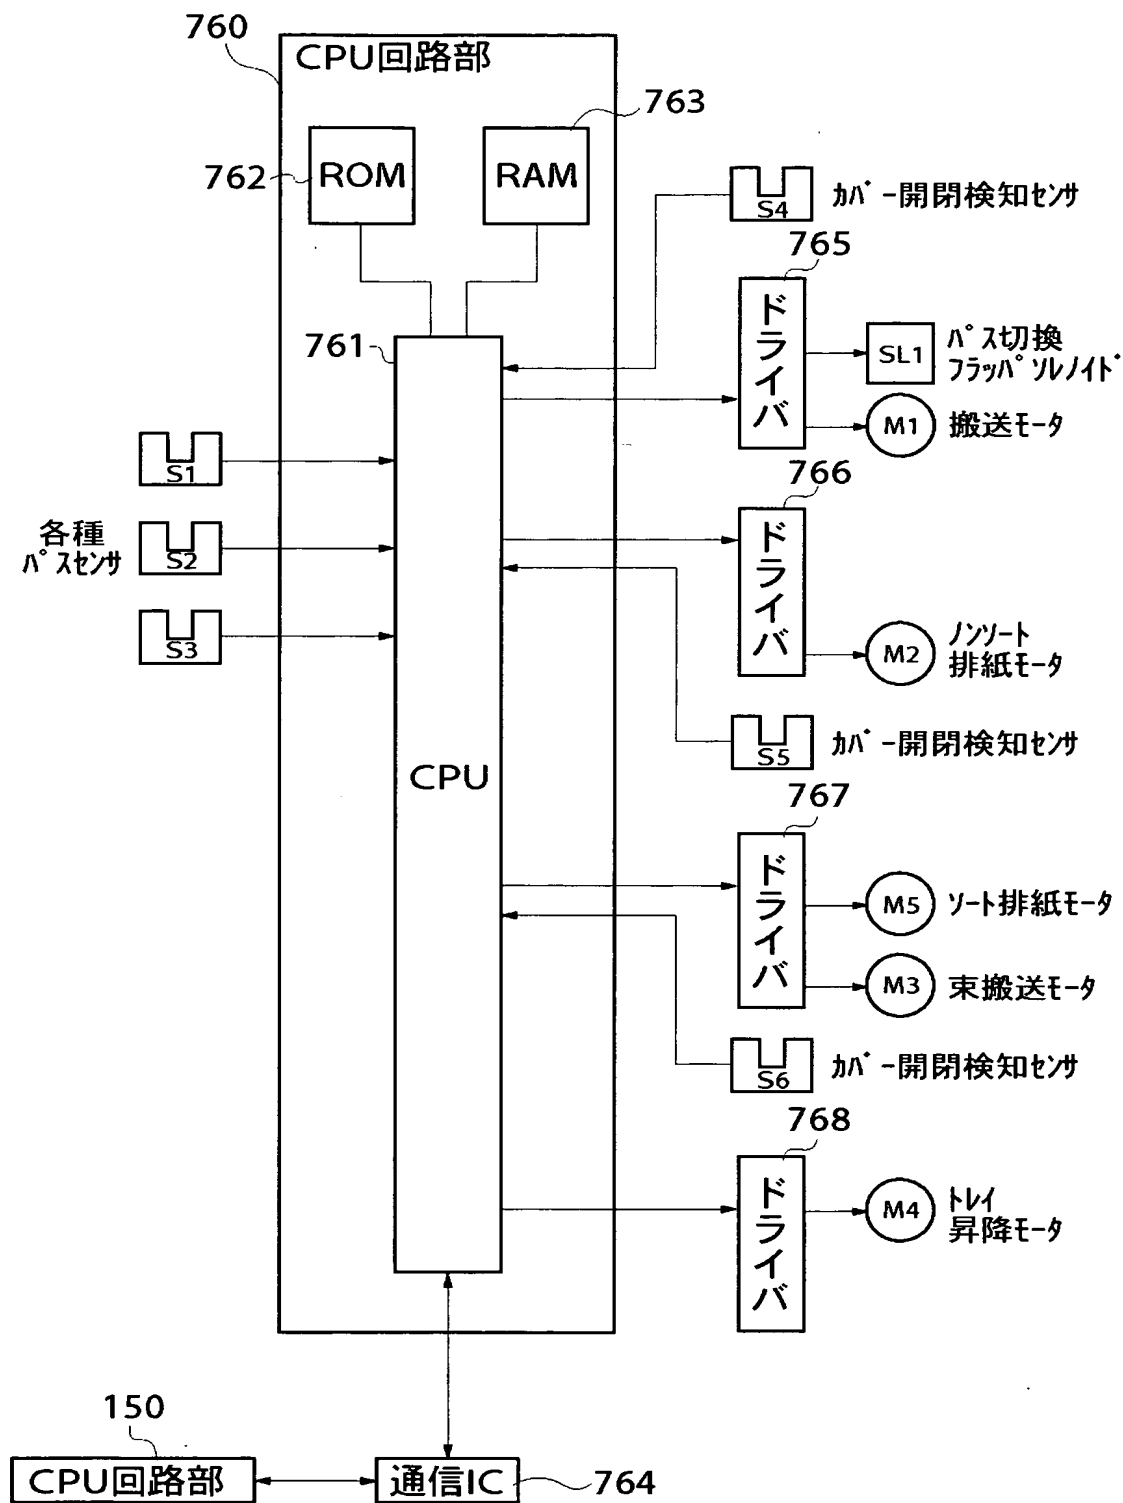 760
CPU回路部
763
762
ROM
RAM
S4
カバー開閉検知センサ
765
ドライバ
761
SL1
パス切換
フラッパソレノイド
M1
搬送モータ
S1
766
各種
パスセンサ
S2
ドライバ
S3
M2
ノンソート
排紙モータ
S5
カバー開閉検知センサ
CPU
767
ドライバ
M5
ソート排紙モータ
M3
束搬送モータ
S6
カバー開閉検知センサ
768
ドライバ
M4
トレイ
昇降モータ
150
CPU回路部
通信IC
764